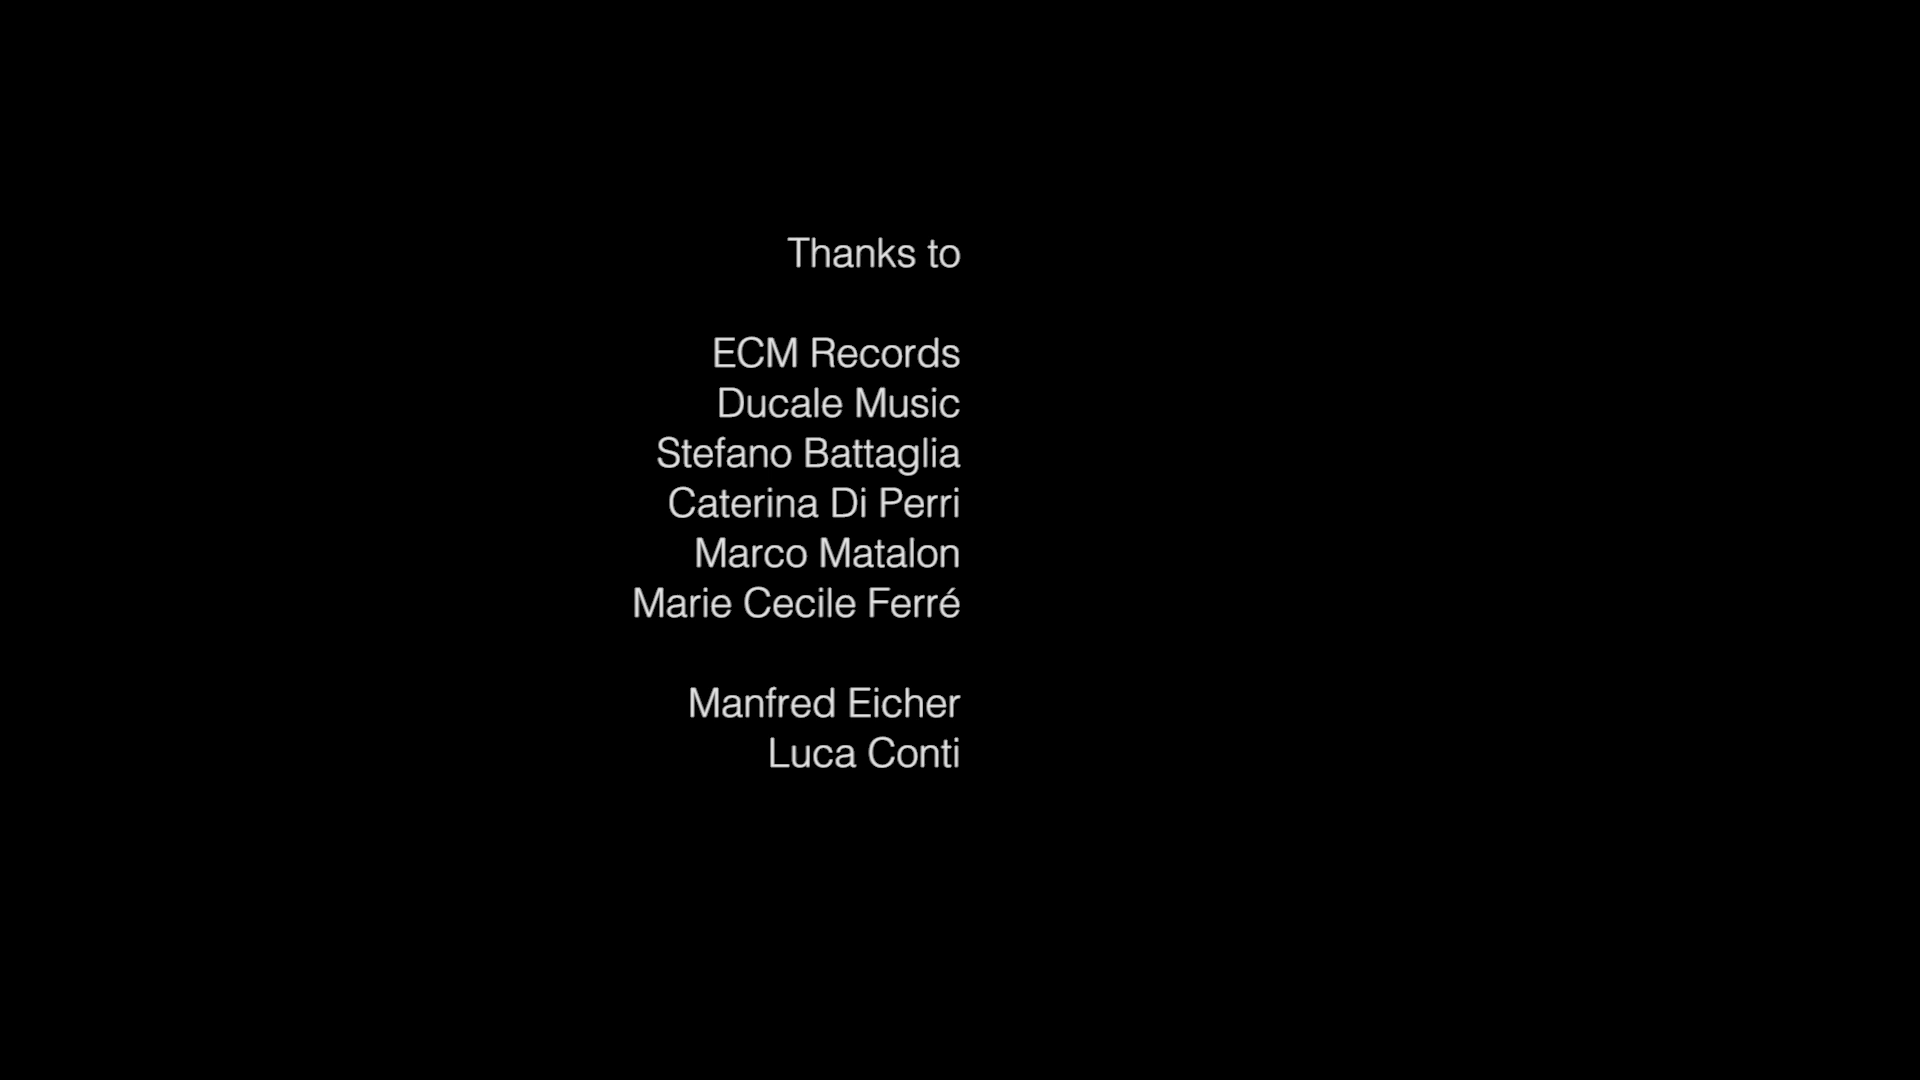 Thanks to
ECM Records
Ducale Music
Stefano Battaglia
Caterina Di Perri
Marco Matalon
Marie Cecile Ferré
Manfred Eicher
Luca Conti